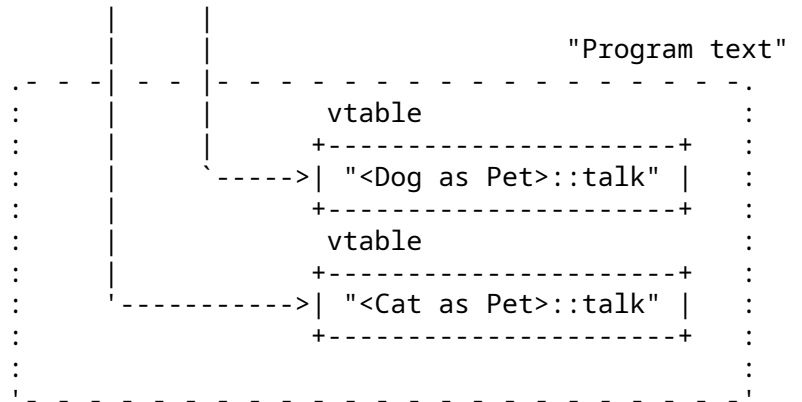 "Program text"
vtable
"<Dog as Pet>::talk"
vtable
"<Cat as Pet>::talk"